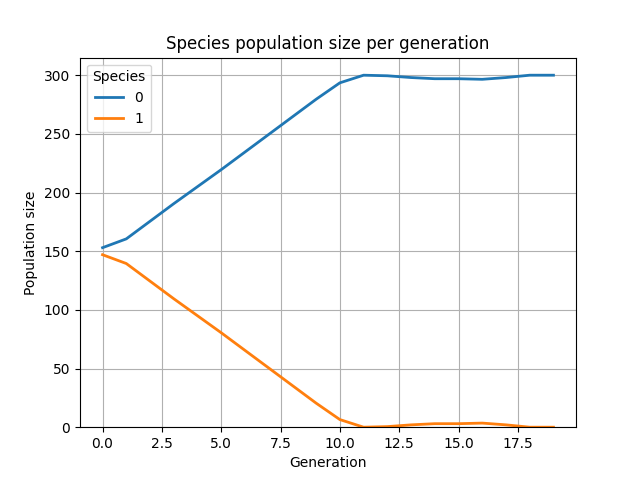 Species population size per generation
Species
0
1
Population size
300
250
200
150
100
50
0
0.0 2.5 5.0 7.5 10.0 12.5 15.0 17.5
Generation